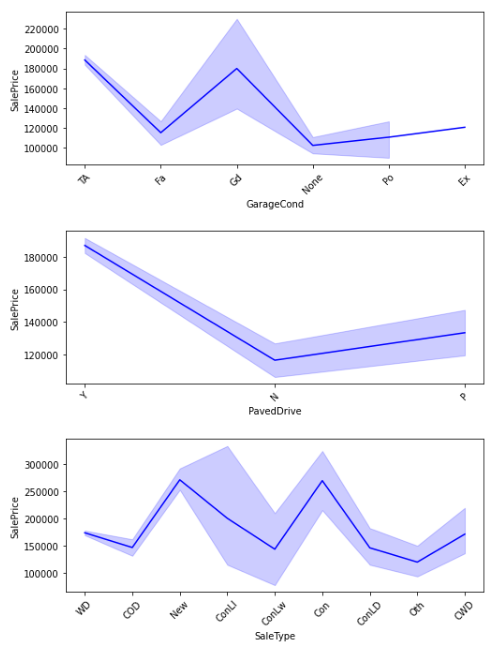 220000
200000
180000
160000
140000
120000
100000
SalePrice
TA
Fa
Gd
None
Po
Ex
GarageCond
180000
160000
140000
120000
SalePrice
Y
N
P
PavedDrive
300000
250000
200000
150000
100000
SalePrice
WD
COD
New
ConLI
ConLw
Con
ConLD
Oth
CWD
SaleType